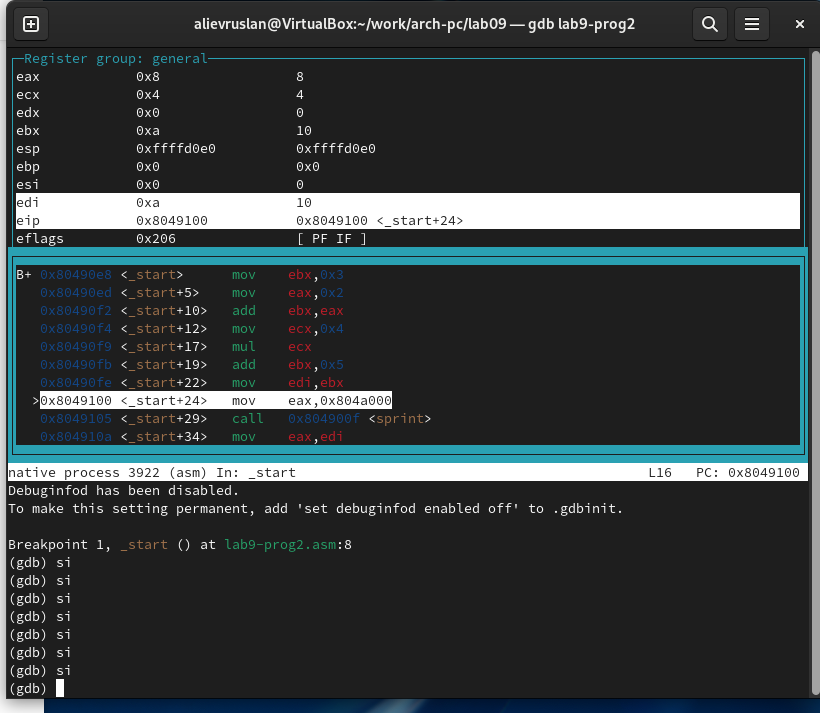 alievruslan@VirtualBox:~/work/arch-pc/lab09 — gdb lab9-prog2
Register group: general
eax 0x8 8
ecx 0x4 4
edx 0x0 0
ebx 0xa 10
esp 0xffffd0e0 0xffffd0e0
ebp 0x0 0x0
esi 0x0 0
edi 0xa 10
eip 0x8049100 0x8049100 <_start+24>
eflags 0x206 [ PF IF ]
B+ 0x80490e8 <_start> mov ebx,0x3
0x80490ed <_start+5> mov eax,0x2
0x80490f2 <_start+10> add ebx,eax
0x80490f4 <_start+12> mov ecx,0x4
0x80490f9 <_start+17> mul ecx
0x80490fb <_start+19> add ebx,0x5
0x80490fe <_start+22> mov edi,ebx
>0x8049100 <_start+24> mov eax,0x804a000
0x8049105 <_start+29> call 0x804900f <sprint>
0x804910a <_start+34> mov eax,edi
native process 3922 (asm) In: _start L16 PC: 0x8049100
Debuginfod has been disabled.
To make this setting permanent, add 'set debuginfod enabled off' to .gdbinit.
Breakpoint 1, _start () at lab9-prog2.asm:8
(gdb) si
(gdb) si
(gdb) si
(gdb) si
(gdb) si
(gdb) si
(gdb) si
(gdb)